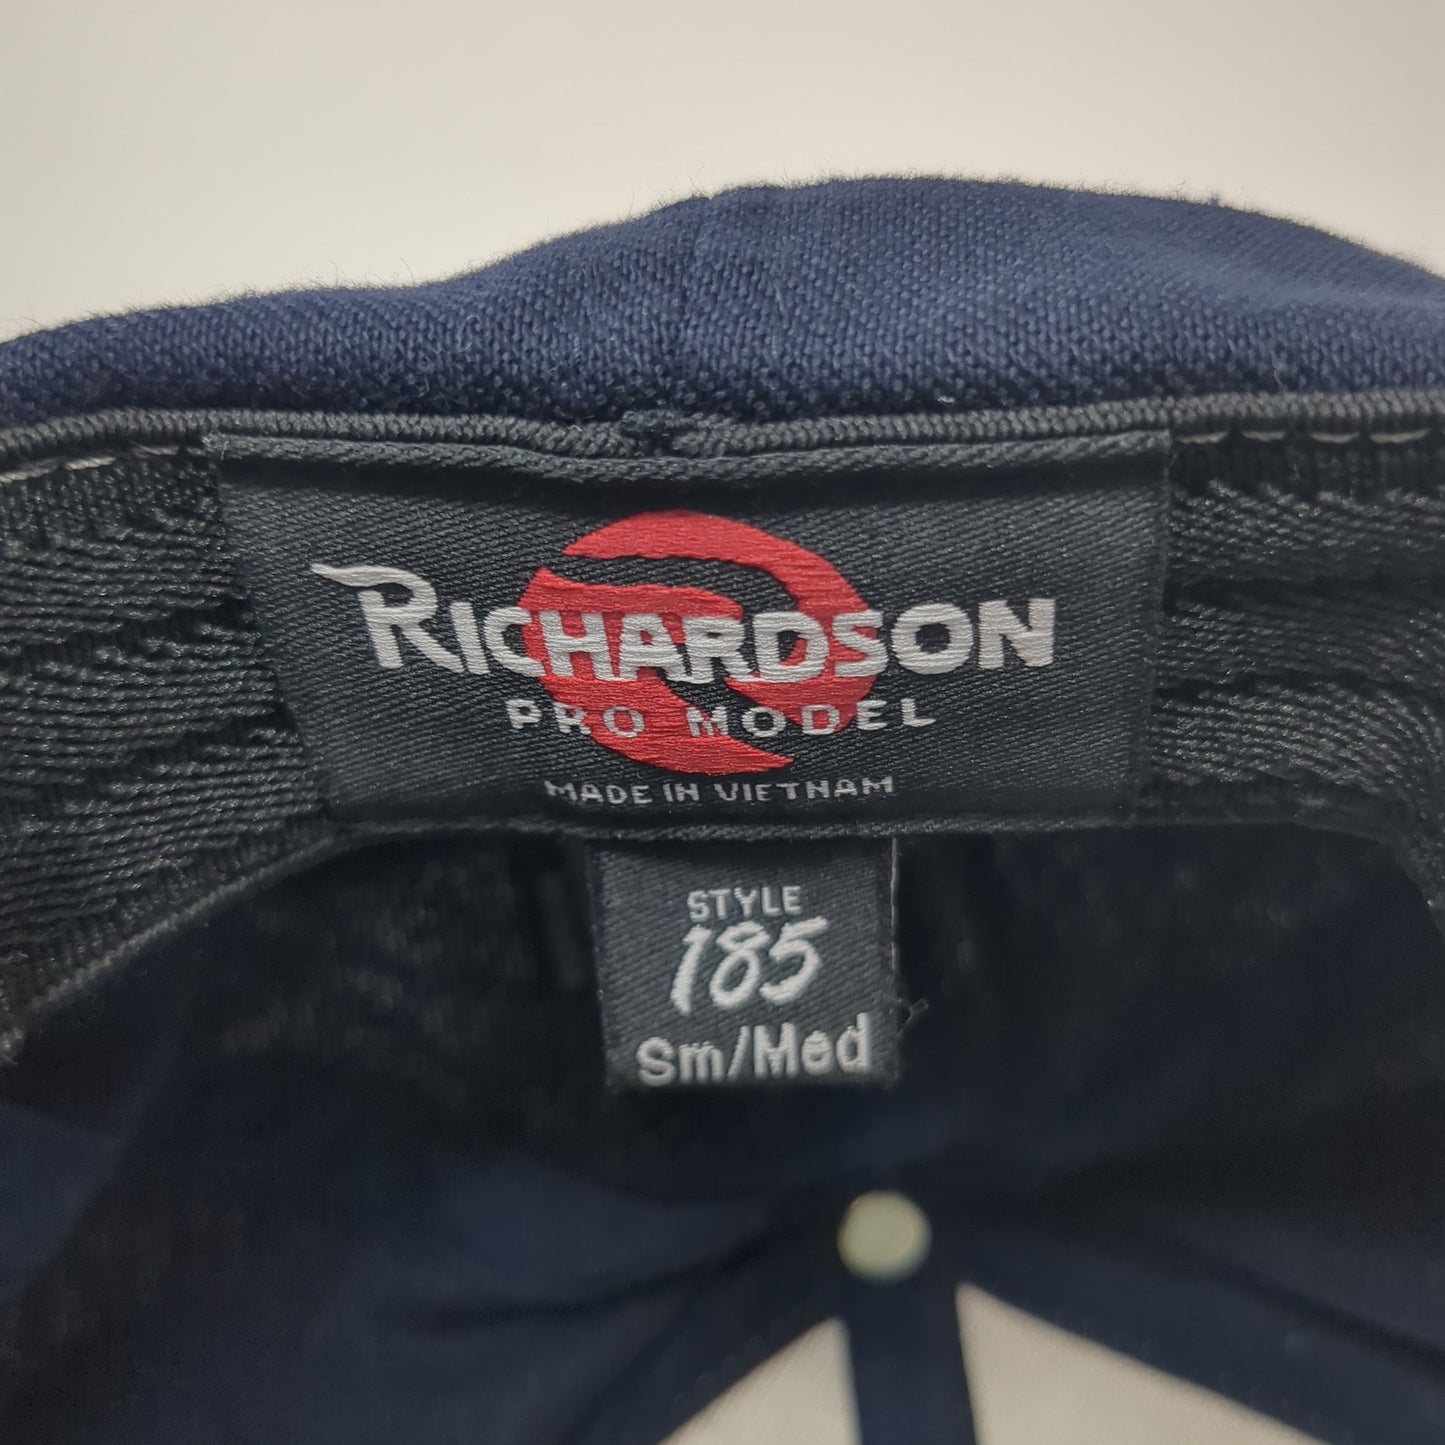 RICHARDSON
PRO MODEL
MADE IN VIETNAM
STYLE
185
Sm/Med